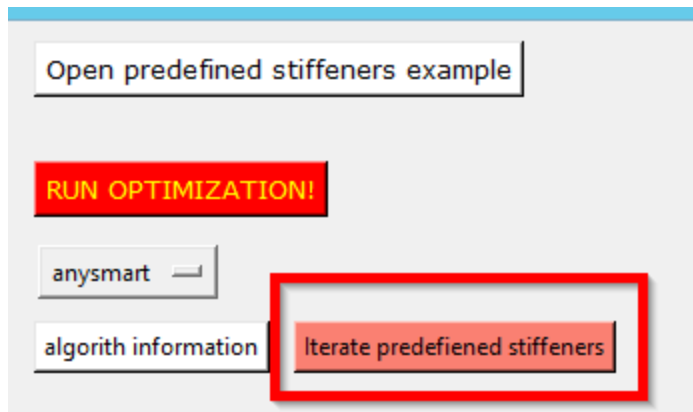 Open predefined stiffeners example
RUN OPTIMIZATION!
anysmart
algorith information
Iterate predefiened stiffeners